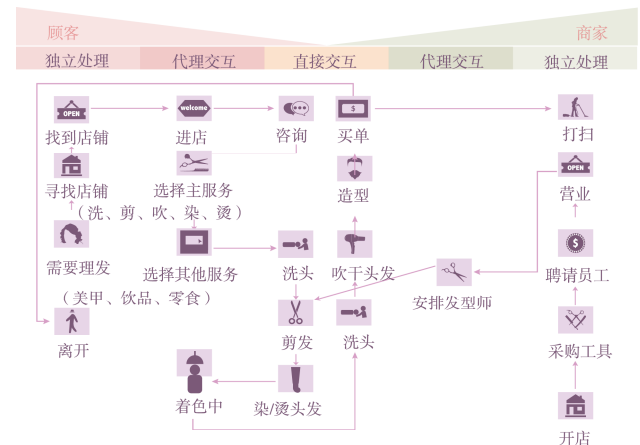 顾客
商家
独立处理
代理交互
直接交互
代理交互
独立处理
OPEN
welcome
$
OPEN
找到店铺
进店
咨询
买单
打扫
寻找店铺
选择主服务
造型
营业
(洗、剪、吹、染、烫)
需要理发
选择其他服务
洗头
吹干头发
聘请员工
(美甲、饮品、零食)
安排发型师
$
离开
剪发
洗头
采购工具
着色中
染/烫头发
开店